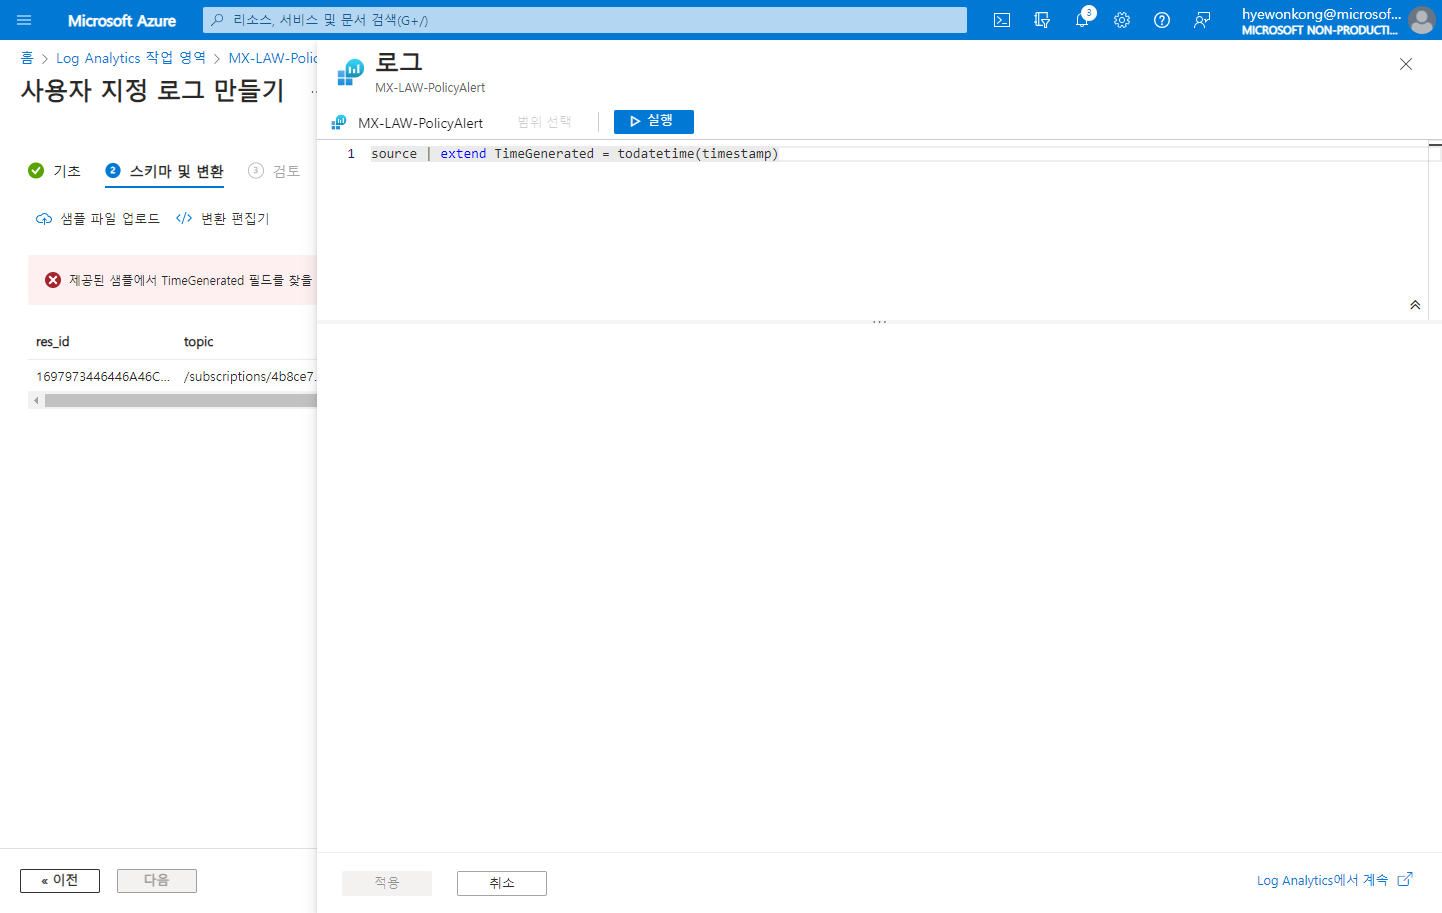 Microsoft Azure
리소스, 서비스 및 문서 검색(G+/)
3
hyewonkong@microsof...
MICROSOFT NON-PRODUCTI...
홈 > Log Analytics 작업 영역 > MX-LAW-Polic
사용자 지정 로그 만들기 ...
기초
2 스키마 및 변환
3 검토
샘플 파일 업로드
</> 변환 편집기
제공된 샘플에서 TimeGenerated 필드를 찾을
res_id topic
1697973446446A46C... /subscriptions/4b8ce7...
« 이전
다음
로그
MX-LAW-PolicyAlert
MX-LAW-PolicyAlert
범위 선택
실행
1 source | extend TimeGenerated = todatetime(timestamp)
...
적용
취소
Log Analytics에서 계속